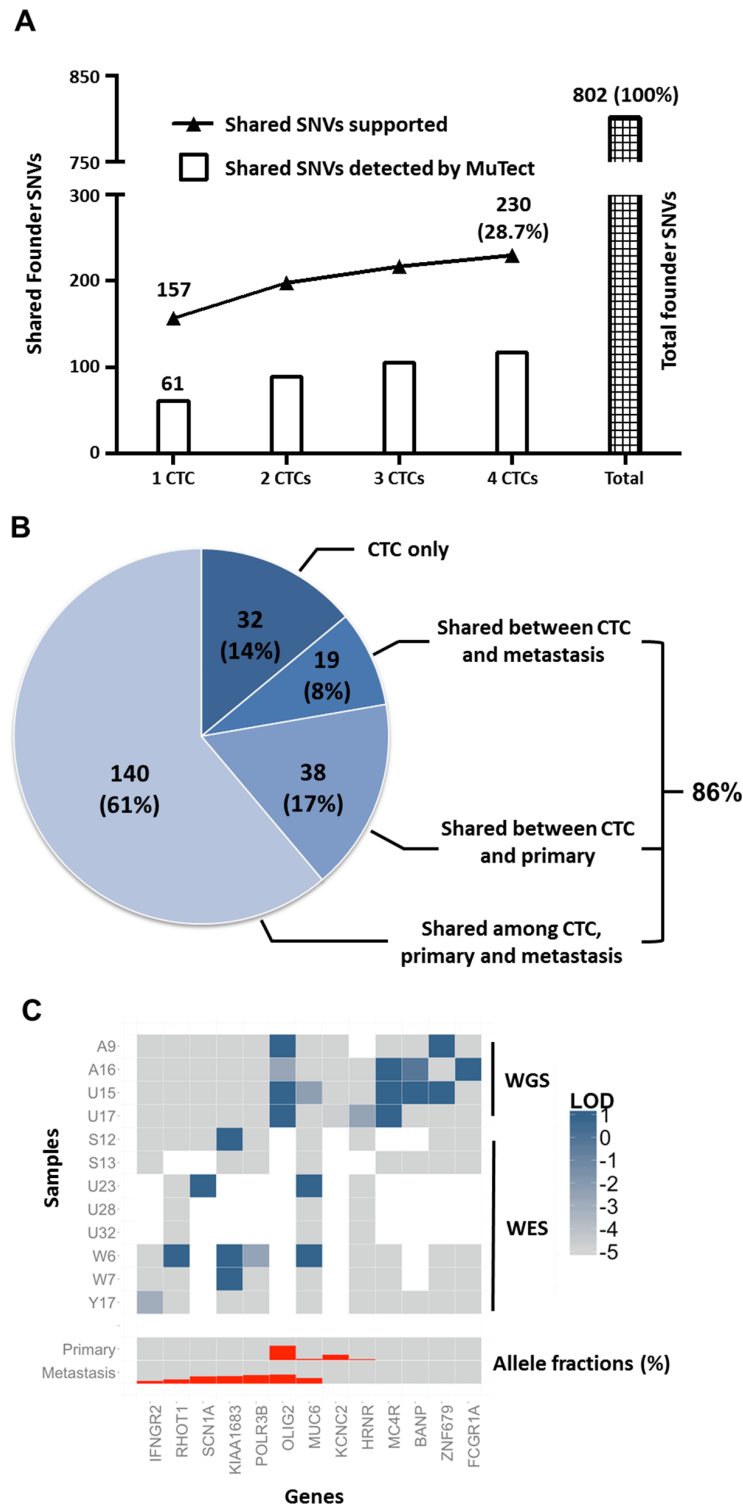 A
850
750
300
200
100
0
Shared Founder SNVs
Shared SNVs supported
Shared SNVs detected by MuTect
802 (100%)
230
(28.7%)
157
61
Total founder SNVs
1 CTC
2 CTCs
3 CTCs
4 CTCs
Total
B
CTC only
32
(14%)
Shared between CTC
and metastasis
19
(8%)
38
(17%)
140
(61%)
86%
Shared between CTC
and primary
Shared among CTC,
primary and metastasis
C
Samples
A9
A16
U15
U17
S12
S13
U23
U28
U32
W6
W7
Y17
Primary
Metastasis
WGS
WES
LOD
1
0
-1
-2
-3
-4
-5
Allele fractions (%)
IFNGR2
RHOT1
SCN1A
KIAA1683
POLR3B
OLIG2
MUC6
KCNC2
HRNR
MC4R
BANP
ZNF679
FCGR1A
Genes